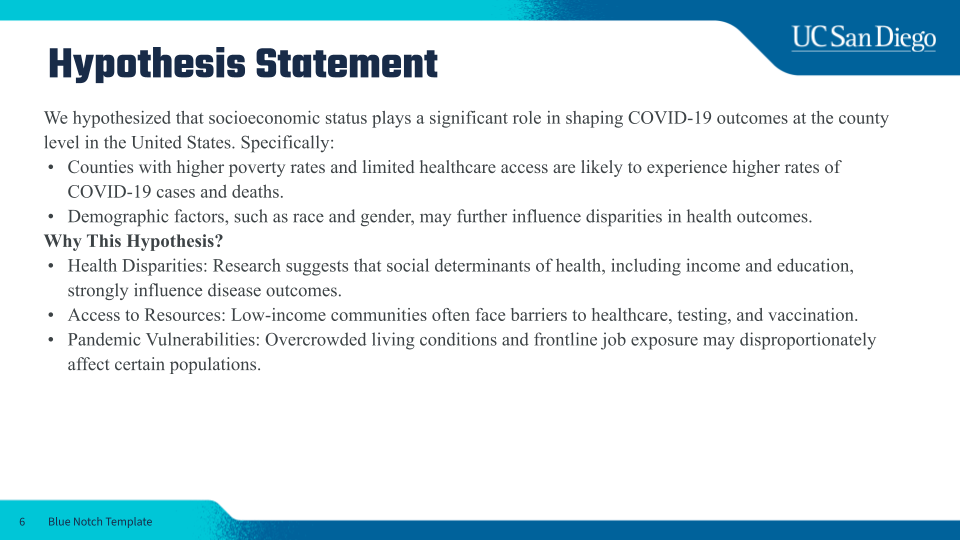 UC San Diego
Hypothesis Statement
We hypothesized that socioeconomic status plays a significant role in shaping COVID-19 outcomes at the county
level in the United States. Specifically:
• Counties with higher poverty rates and limited healthcare access are likely to experience higher rates of
COVID-19 cases and deaths.
• Demographic factors, such as race and gender, may further influence disparities in health outcomes.
Why This Hypothesis?
• Health Disparities: Research suggests that social determinants of health, including income and education,
strongly influence disease outcomes.
• Access to Resources: Low-income communities often face barriers to healthcare, testing, and vaccination.
• Pandemic Vulnerabilities: Overcrowded living conditions and frontline job exposure may disproportionately
affect certain populations.
6 Blue Notch Template